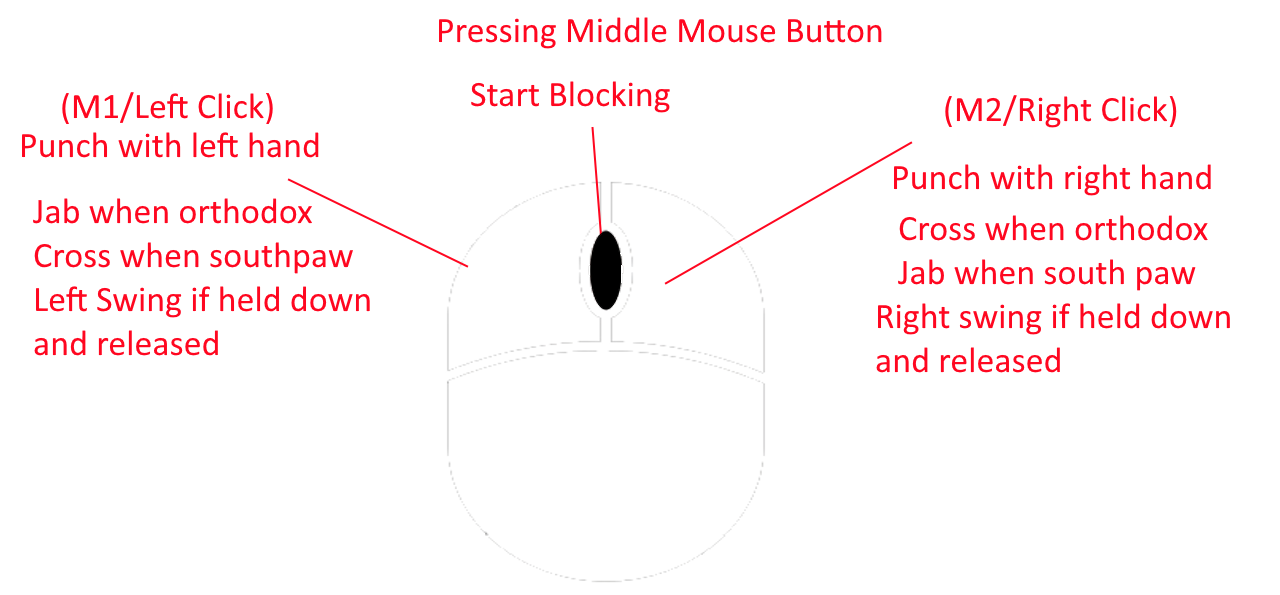 Pressing Middle Mouse Button
Start Blocking
(M1/Left Click)
Punch with left hand
Jab when orthodox
Cross when southpaw
Left Swing if held down
and released
(M2/Right Click)
Punch with right hand
Cross when orthodox
Jab when south paw
Right swing if held down
and released